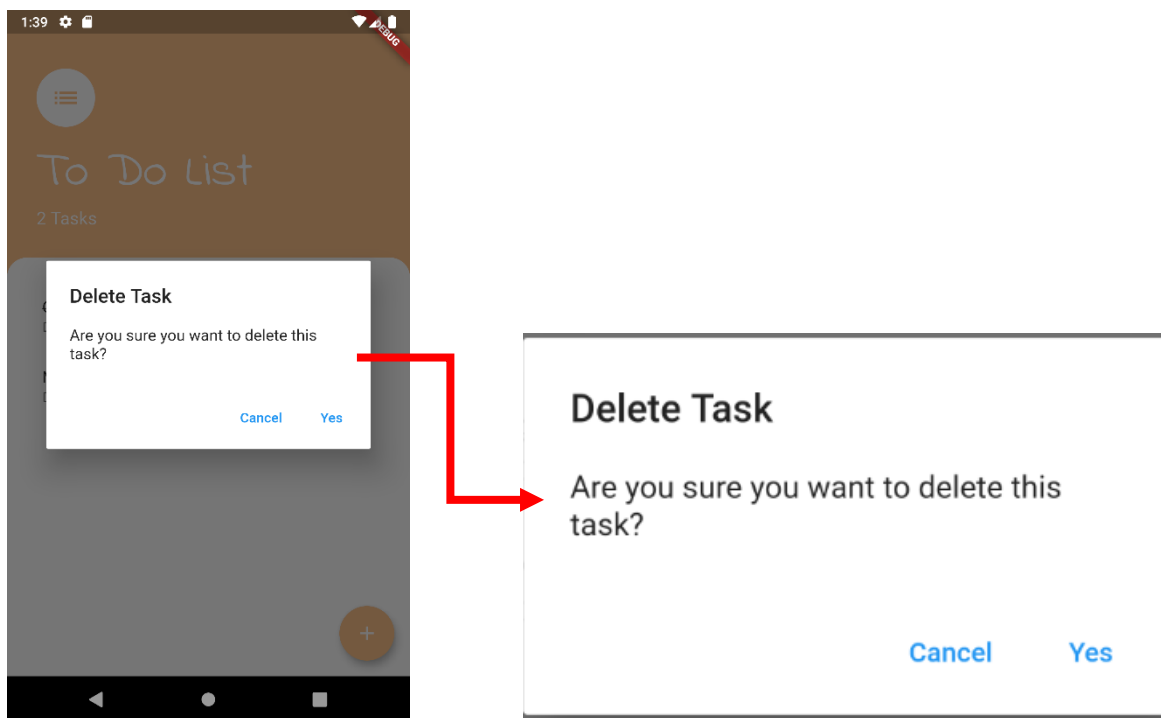 1:39
DEBUG
To Do List
2 Tasks
Delete Task
Are you sure you want to delete this
task?
Cancel Yes
Delete Task
Are you sure you want to delete this
task?
Cancel Yes